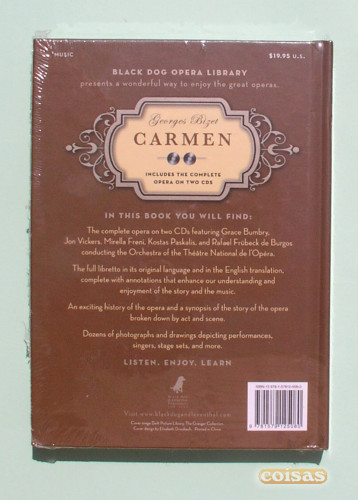 MUSIC
$19.95 U.S.
BLACK DOG OPERA LIBRARY
presents a wonderful way to enjoy the great operas.
Georges Bizet
CARMEN
INCLUDES THE COMPLETE
OPERA ON TWO CDS
IN THIS BOOK YOU WILL FIND:
The complete opera on two CDs featuring Grace Bumbry,
Jon Vickers, Mirella Freni, Kostas Paskalis, and Rafael Frübeck de Burgos
conducting the Orchestra of the Théâtre National de l'Opéra.
The full libretto in its original language and in the English translation,
complete with annotations that enhance our understanding and
enjoyment of the story and the music.
An exciting history of the opera and a synopsis of the story of the opera
broken down by act and scene.
Dozens of photographs and drawings depicting performances,
singers, stage sets, and more.
LISTEN, ENJOY, LEARN
Visit www.blackdogandleventhal.com
coisas